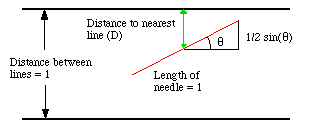 Distance to nearest
line (D)
θ
1/2 sin(θ)
Distance between
lines = 1
Length of
needle = 1